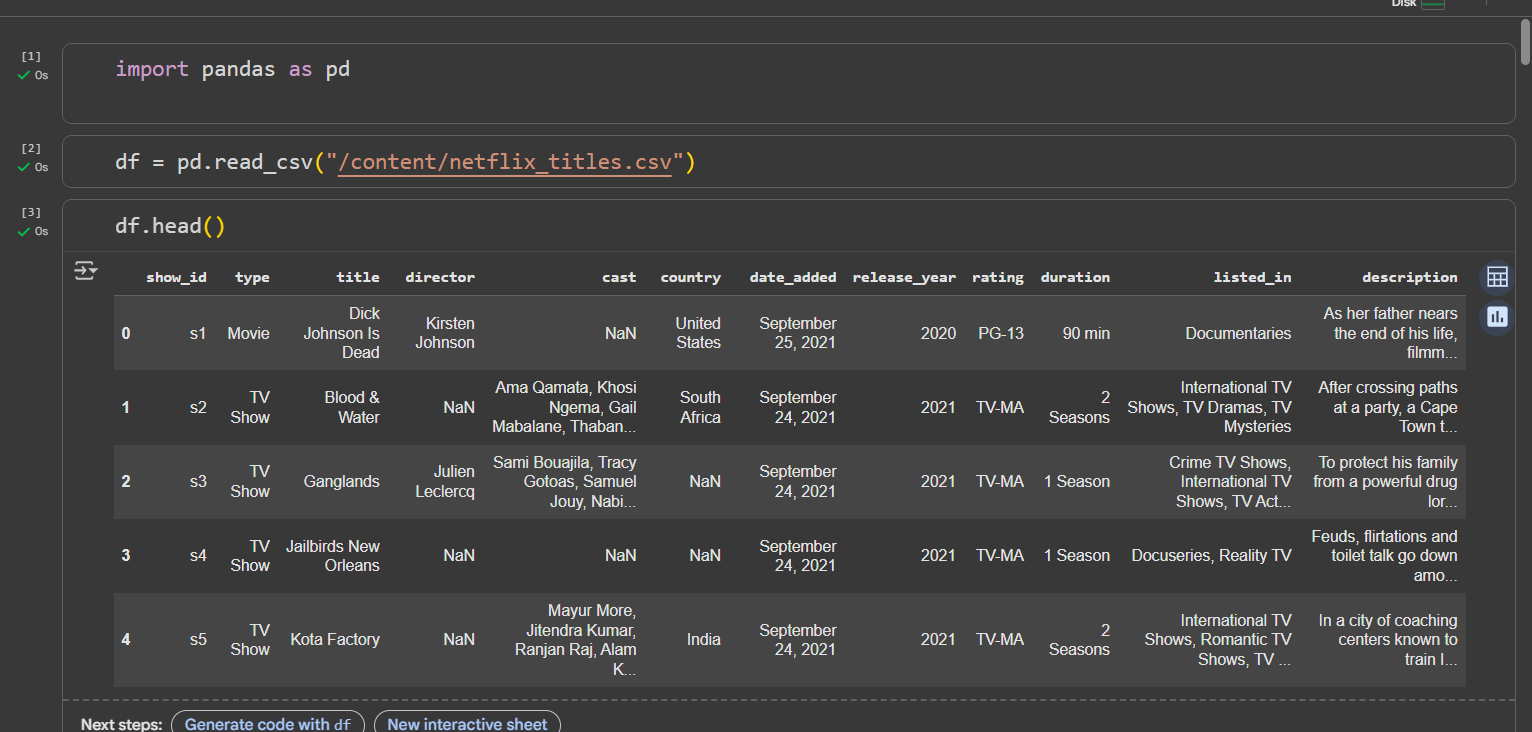 Disk
[1]
0s
import pandas as pd
[2]
0s
df = pd.read_csv("/content/netflix_titles.csv")
[3]
0s
df.head()
show_id type title director cast country date_added release_year rating duration listed_in description
0 s1 Movie Dick Johnson Is Dead Kirsten Johnson NaN United States September 25, 2021 2020 PG-13 90 min Documentaries As her father nears the end of his life, filmm...
1 s2 TV Show Blood & Water NaN Ama Qamata, Khosi Ngema, Gail Mabalane, Thaban... South Africa September 24, 2021 2021 TV-MA 2 Seasons International TV Shows, TV Dramas, TV Mysteries After crossing paths at a party, a Cape Town t...
2 s3 TV Show Ganglands Julien Leclercq Sami Bouajila, Tracy Gotoas, Samuel Jouy, Nabi... NaN September 24, 2021 2021 TV-MA 1 Season Crime TV Shows, International TV Shows, TV Act... To protect his family from a powerful drug lor...
3 s4 TV Show Jailbirds New Orleans NaN NaN NaN September 24, 2021 2021 TV-MA 1 Season Docuseries, Reality TV Feuds, flirtations and toilet talk go down amo...
4 s5 TV Show Kota Factory NaN Mayur More, Jitendra Kumar, Ranjan Raj, Alam K... India September 24, 2021 2021 TV-MA 2 Seasons International TV Shows, Romantic TV Shows, TV ... In a city of coaching centers known to train I...
Next steps: Generate code with df New interactive sheet